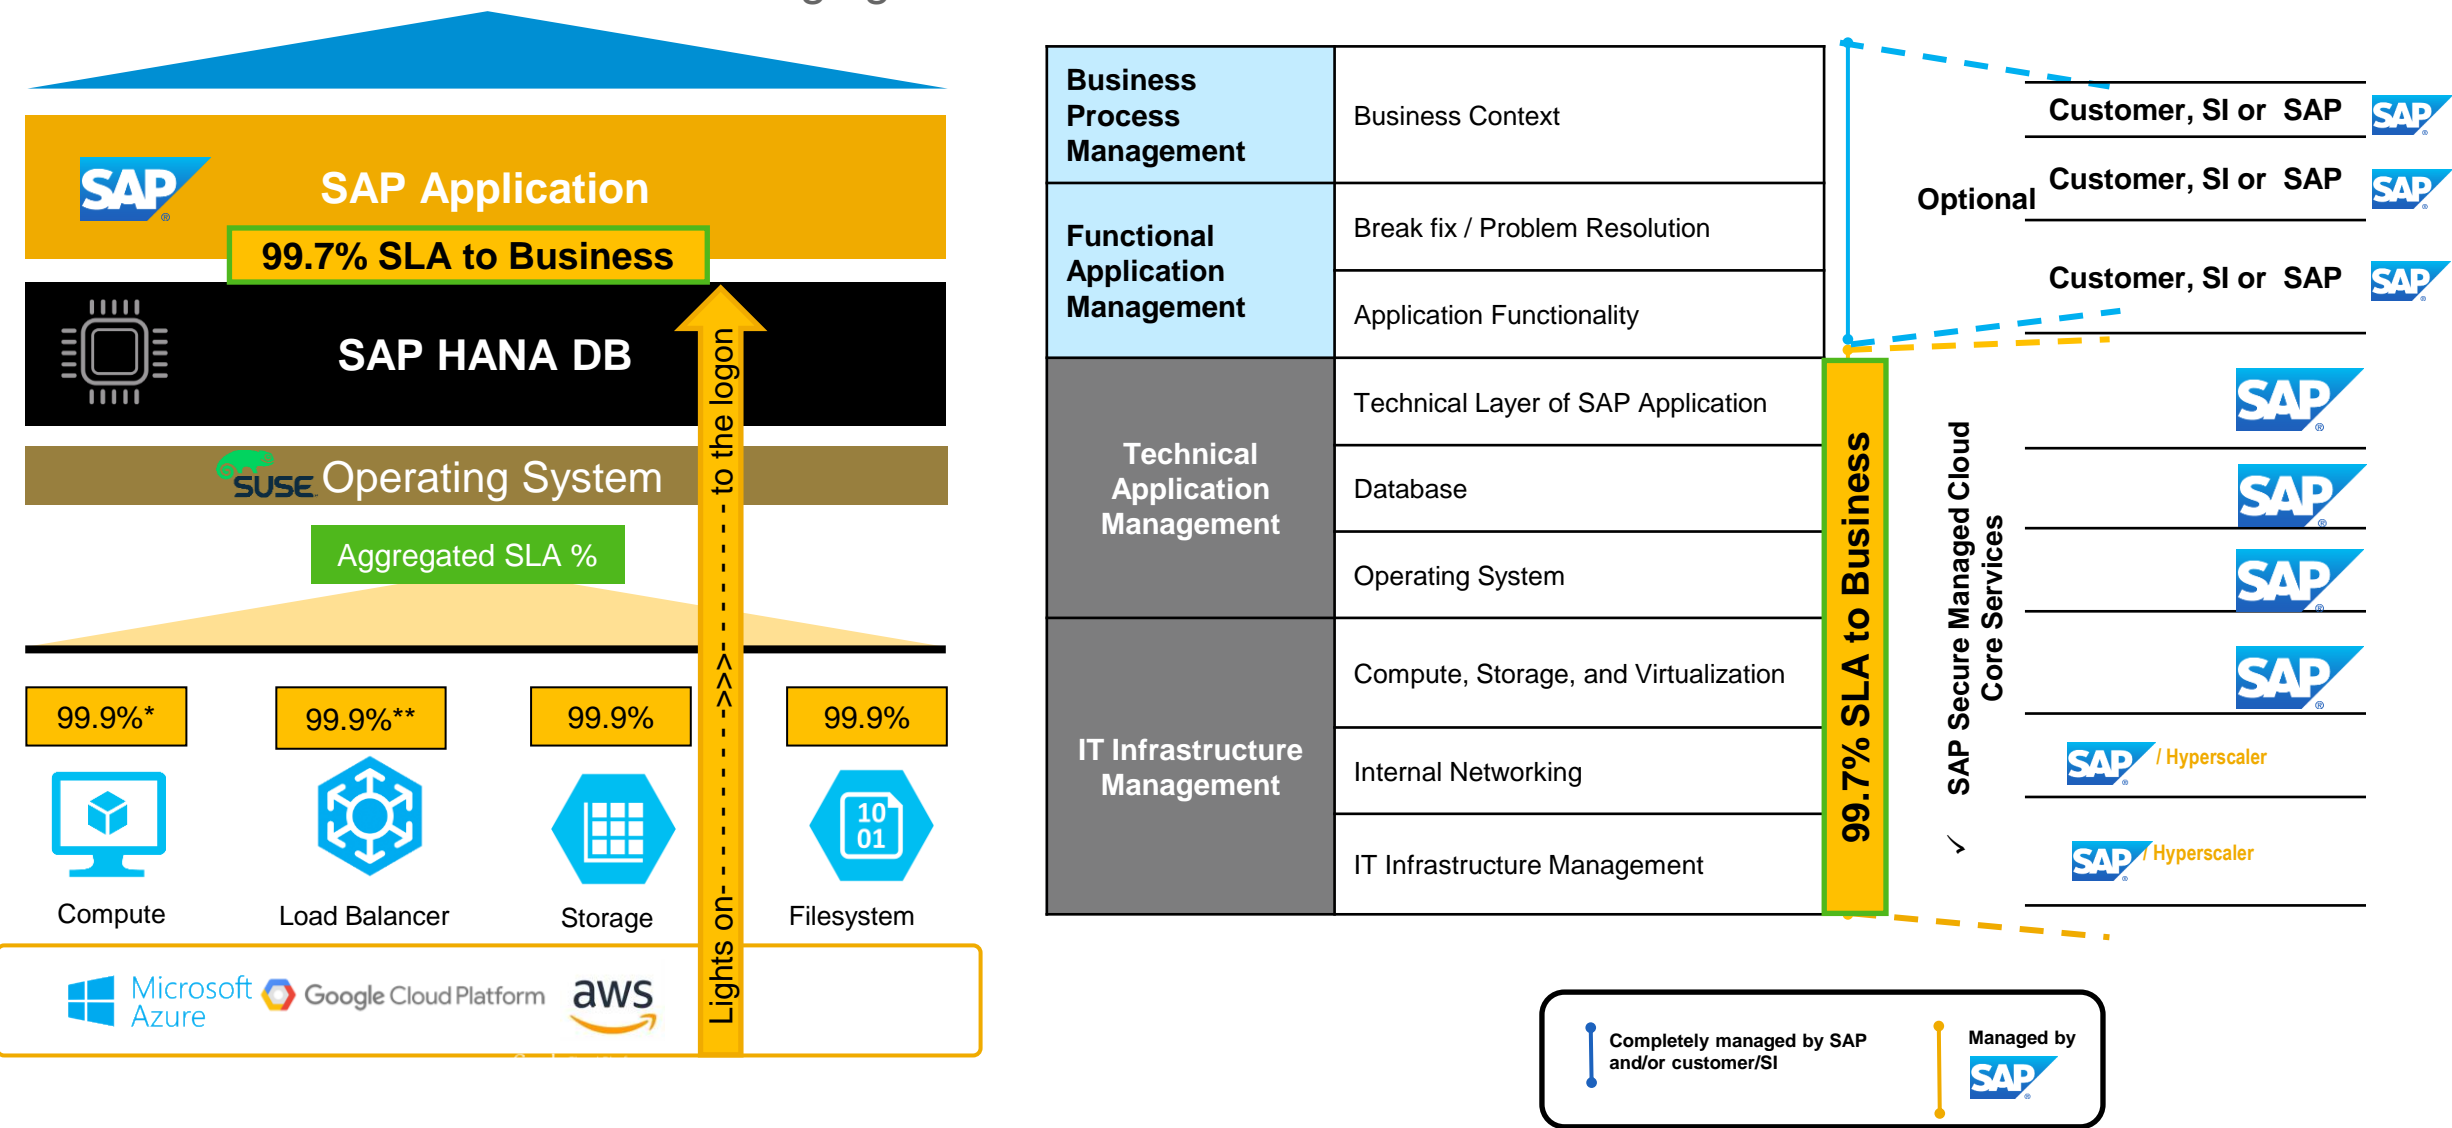 SAP
SAP Application
99.7% SLA to Business
SAP HANA DB
SUSE Operating System
Aggregated SLA %
99.9%*
99.9%**
99.9%
99.9%
10
01
Compute
Load Balancer
Storage
Filesystem
Microsoft
Azure
Google Cloud Platform
aws
Lights on------------>>>>------------to the logon
Business
Process
Management
Business Context
Functional
Application
Management
Break fix / Problem Resolution
Application Functionality
Technical
Application
Management
Technical Layer of SAP Application
Database
Operating System
IT Infrastructure
Management
Compute, Storage, and Virtualization
Internal Networking
IT Infrastructure Management
99.7% SLA to Business
Optional
Customer, SI or SAP SAP
Customer, SI or SAP SAP
Customer, SI or SAP SAP
✓ SAP Secure Managed Cloud
Core Services
SAP
SAP
SAP
SAP
SAP / Hyperscaler
SAP / Hyperscaler
Completely managed by SAP
and/or customer/SI
Managed by
SAP